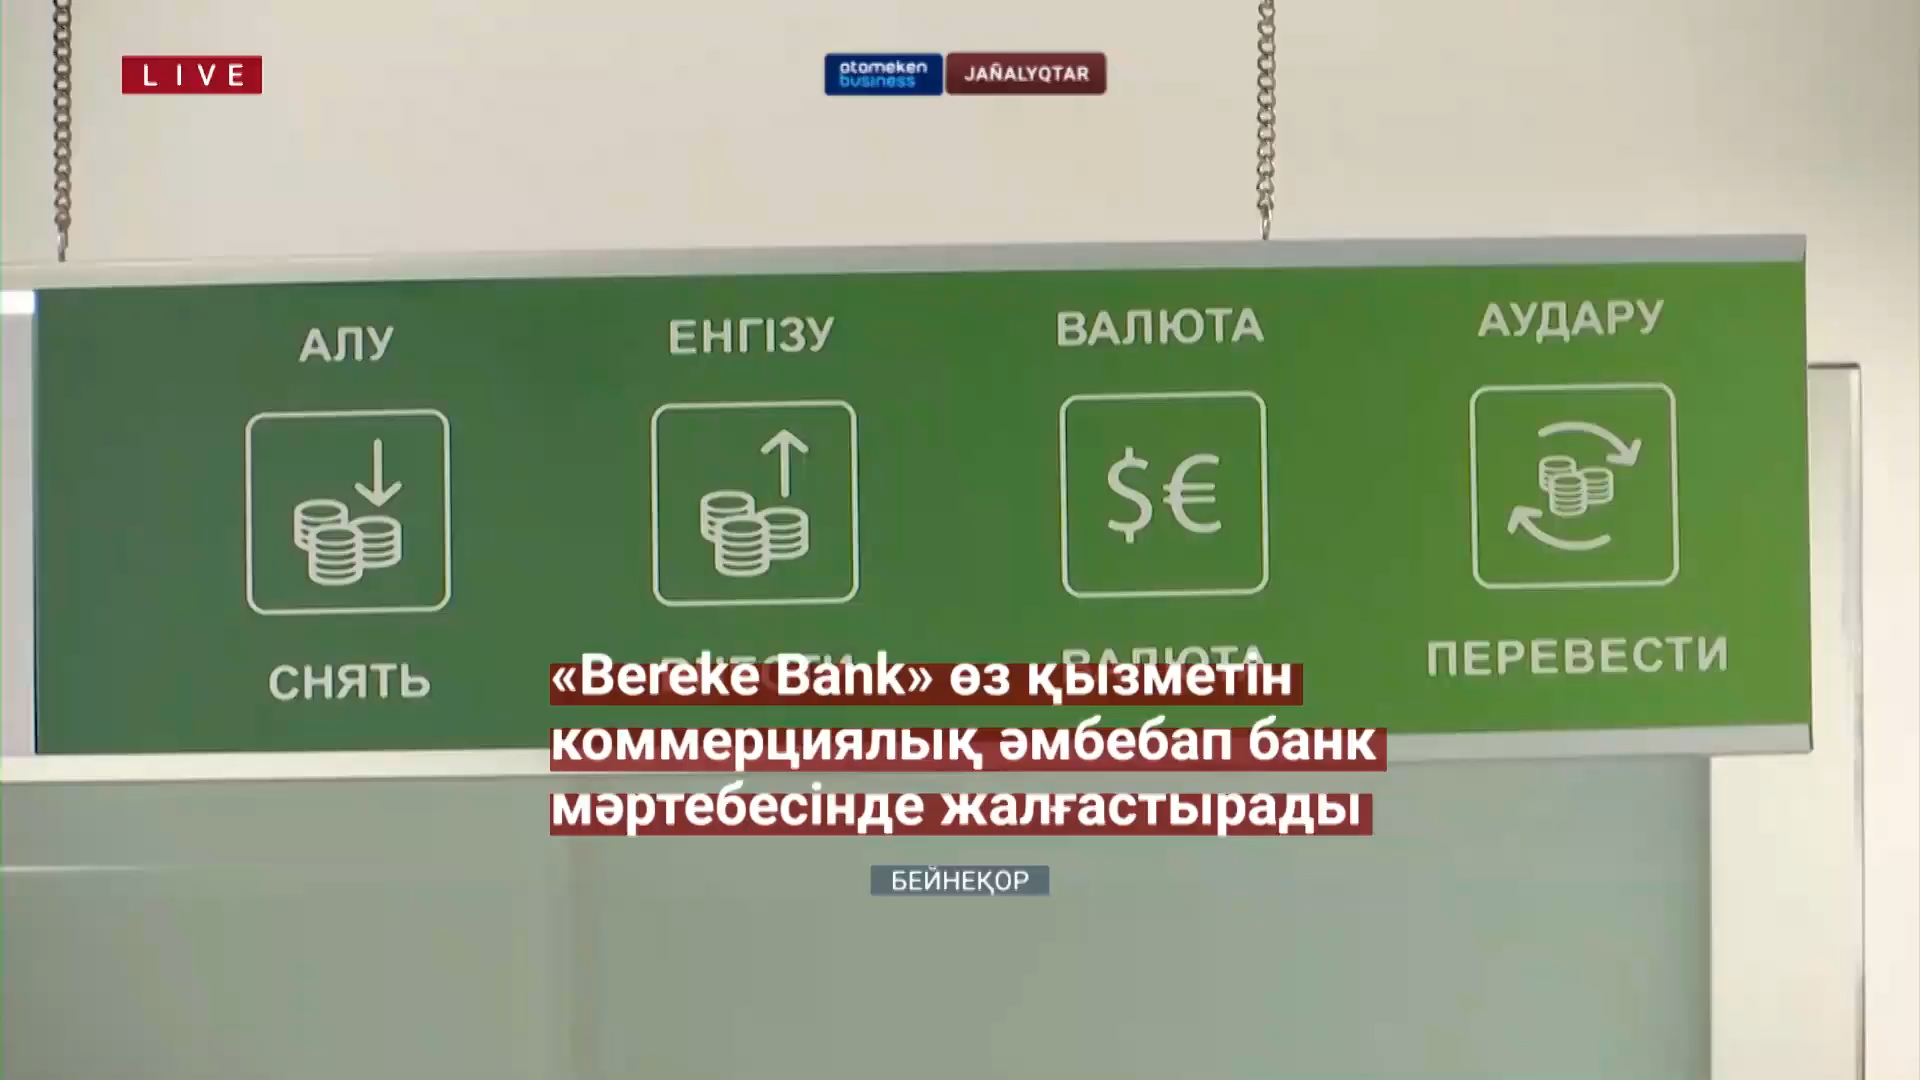 LIVE
atameken
business
JAÑALYQTAR
АЛУ
ЕНГІЗУ
ВАЛЮТА
АУДАРУ
$€
СНЯТЬ
ВАЛЮТА
ПЕРЕВЕСТИ
«Bereke Bank» өз қызметін
коммерциялық әмбебап банк
мәртебесінде жалғастырады
БЕЙНЕҚОР